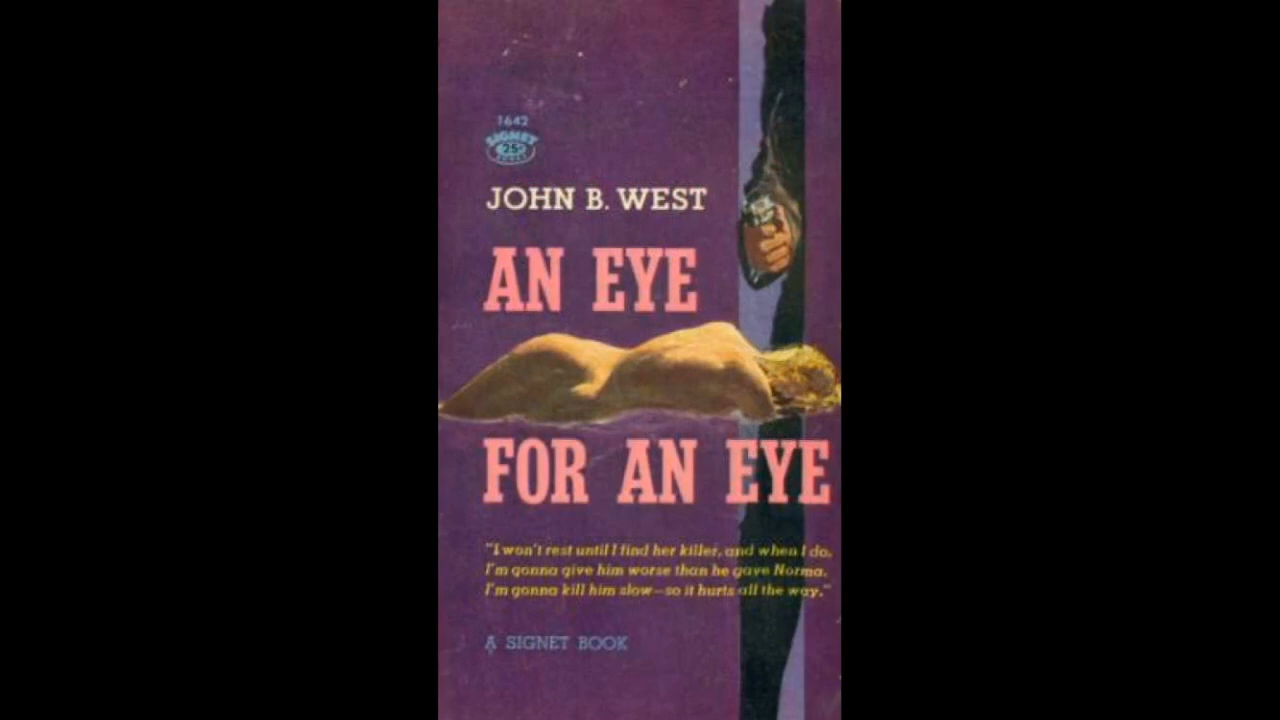 1642
SIGNET
25¢
BOOKS
JOHN B. WEST
AN EYE
FOR AN EYE
"I won't rest until I find her killer, and when I do,
I'm gonna give him worse than he gave Norma.
I'm gonna kill him slow—so it hurts all the way."
A SIGNET BOOK